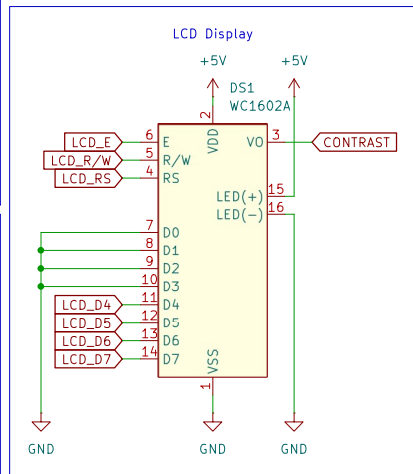 LCD Display
+5V
+5V
DS1
WC1602A
2
VDD
LCD_E 6 E
VO 3 CONTRAST
LCD_R/W 5 R/W
LCD_RS 4 RS
LED(+) 15
LED(-) 16
7 D0
8 D1
9 D2
10 D3
LCD_D4 11 D4
LCD_D5 12 D5
LCD_D6 13 D6
LCD_D7 14 D7
VSS
1
GND
GND
GND